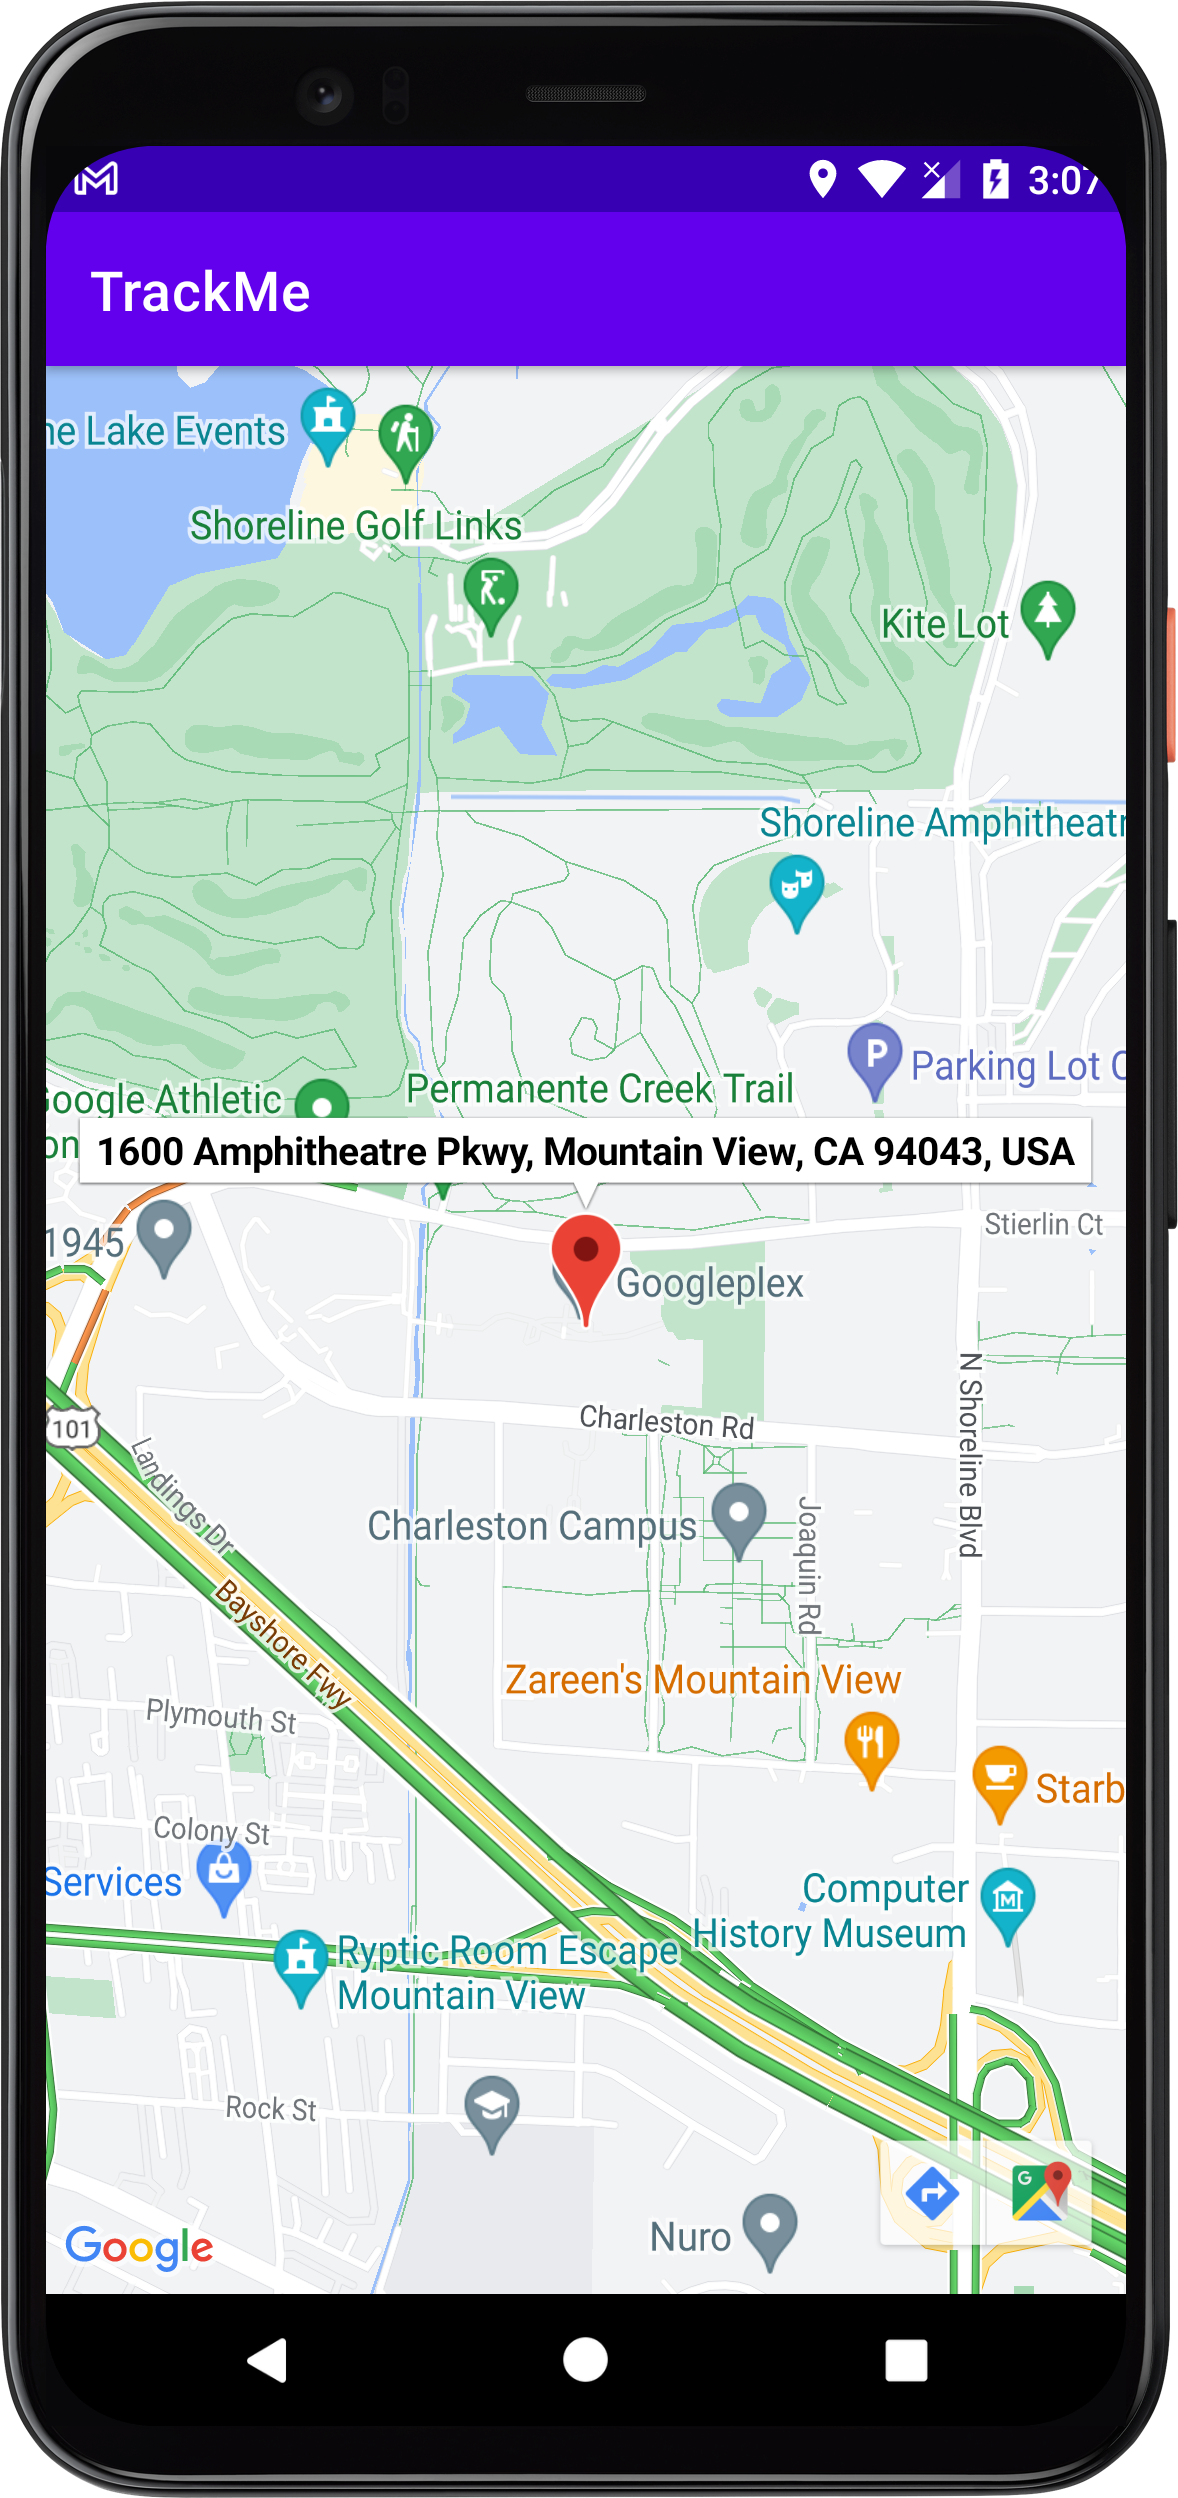 3:07
TrackMe
ne Lake Events
Shoreline Golf Links
Kite Lot
Shoreline Amphitheatr
P
Parking Lot C
Google Athletic
Permanente Creek Trail
on
1600 Amphitheatre Pkwy, Mountain View, CA 94043, USA
Stierlin Ct
1945
Googleplex
N Shoreline Blvd
Charleston Rd
101
Landings Dr
Charleston Campus
Joaquin Rd
Bayshore Fwy
Zareen's Mountain View
Plymouth St
Starb
Colony St
Services
Computer
History Museum
M
Ryptic Room Escape
Mountain View
Rock St
G
Nuro
Google